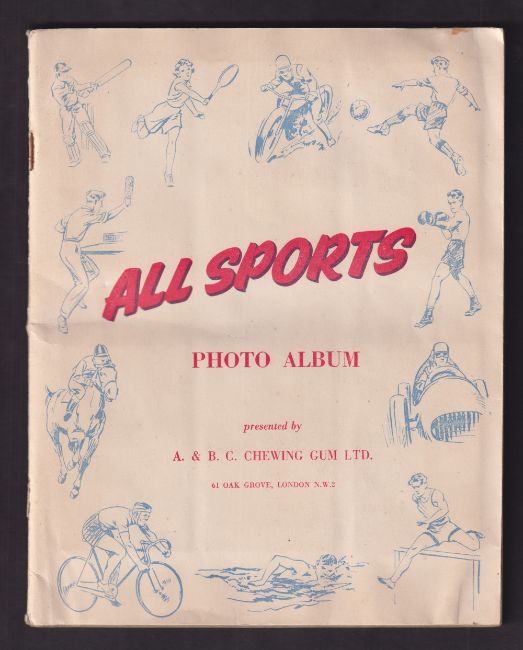 ALL SPORTS
PHOTO ALBUM
presented by
A. & B. C. CHEWING GUM LTD.
61 OAK GROVE, LONDON N.W.2